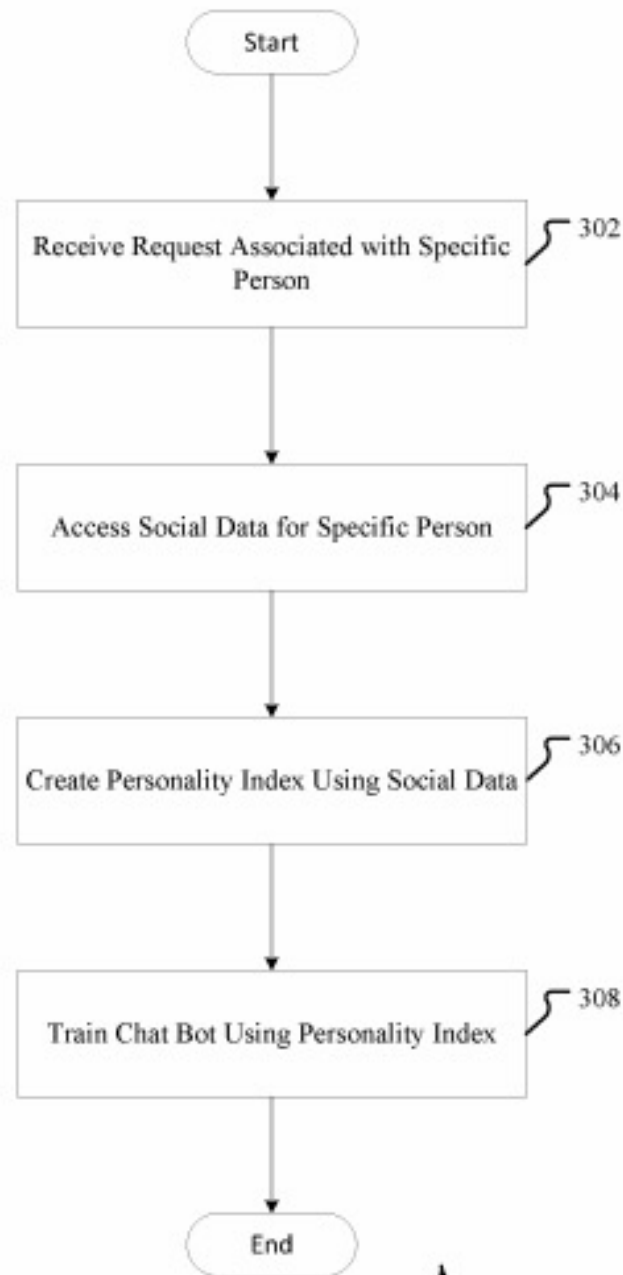 Start
Receive Request Associated with Specific
Person
302
Access Social Data for Specific Person
304
Create Personality Index Using Social Data
306
Train Chat Bot Using Personality Index
308
End